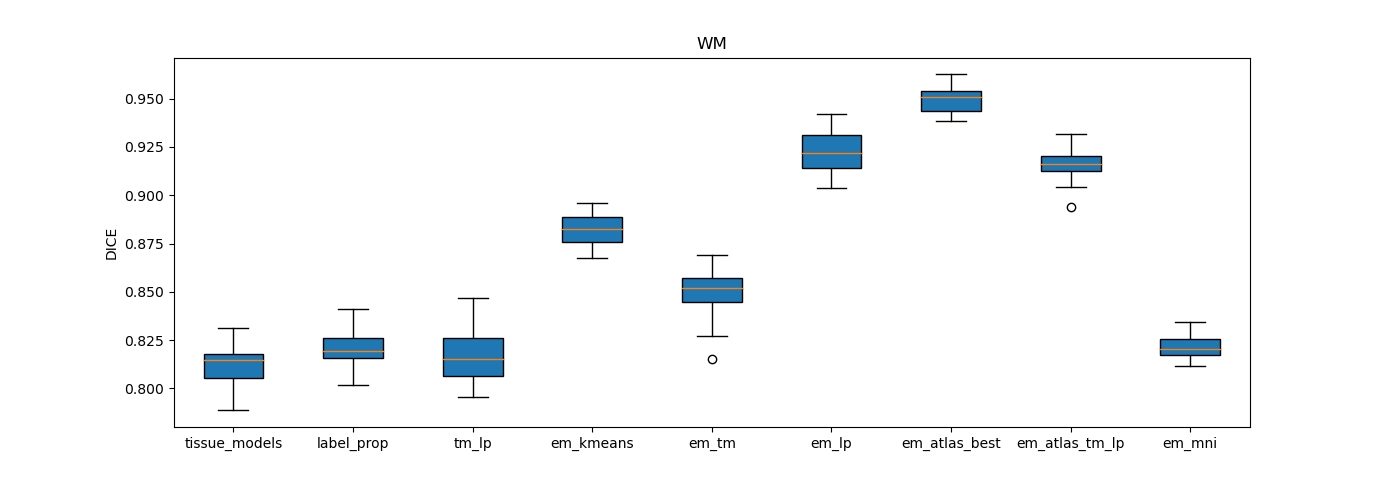 WM
DICE
0.950
0.925
0.900
0.875
0.850
0.825
0.800
tissue_models label_prop tm_lp em_kmeans em_tm em_lp em_atlas_best em_atlas_tm_lp em_mni